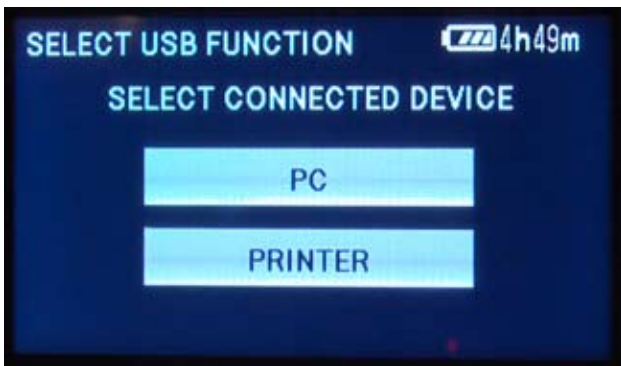 SELECT USB FUNCTION 4h49m
SELECT CONNECTED DEVICE
PC
PRINTER